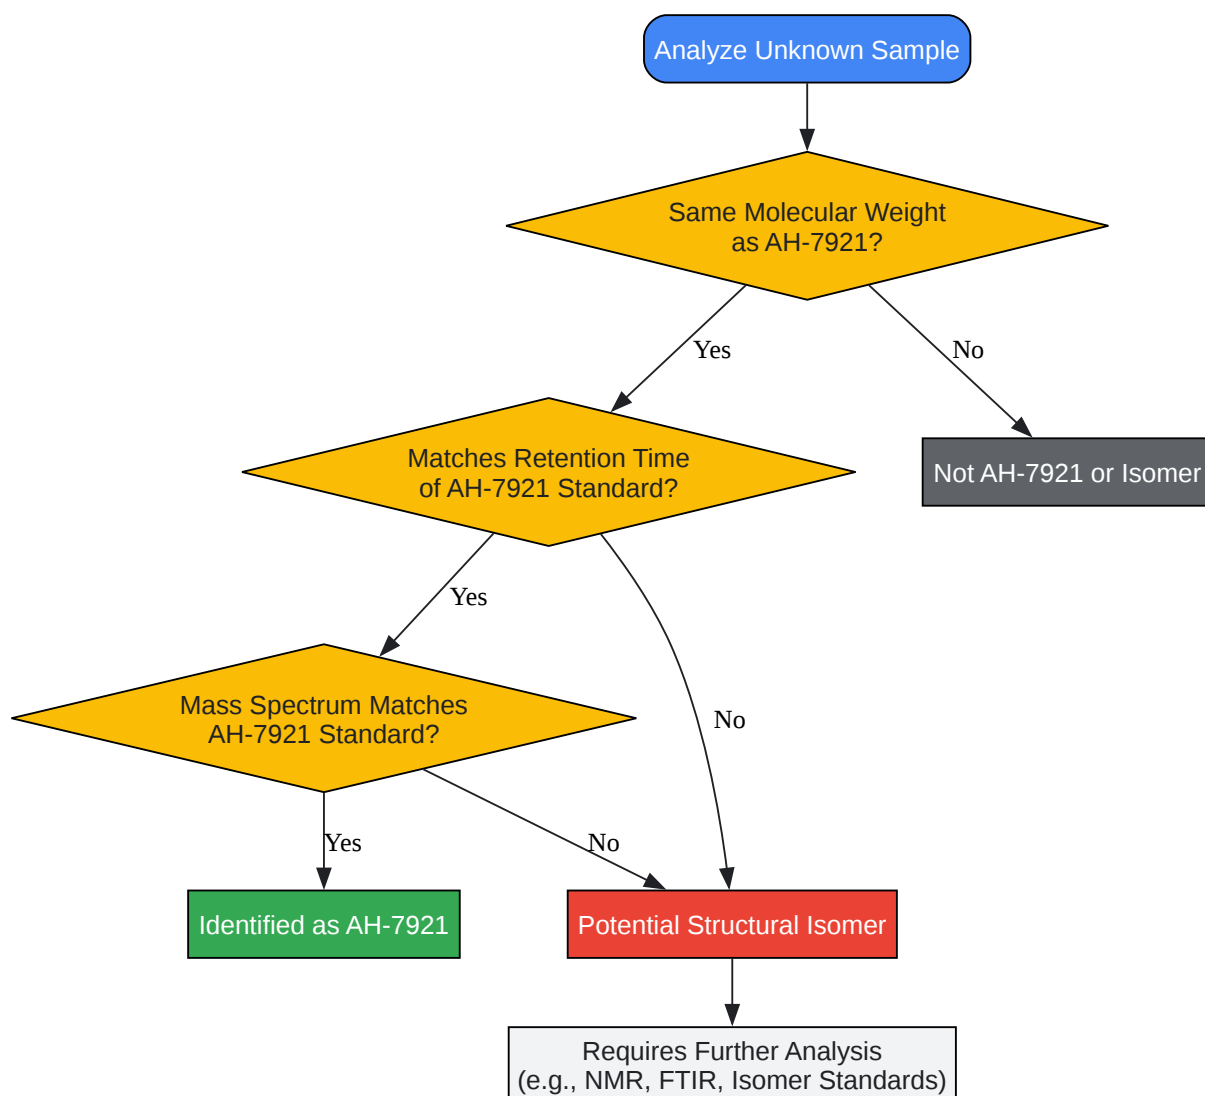 Analyze Unknown Sample
Same Molecular Weight
as AH-7921?
Yes
No
Matches Retention Time
of AH-7921 Standard?
Not AH-7921 or Isomer
Yes
No
Mass Spectrum Matches
AH-7921 Standard?
Yes
No
Identified as AH-7921
Potential Structural Isomer
Requires Further Analysis
(e.g., NMR, FTIR, Isomer Standards)